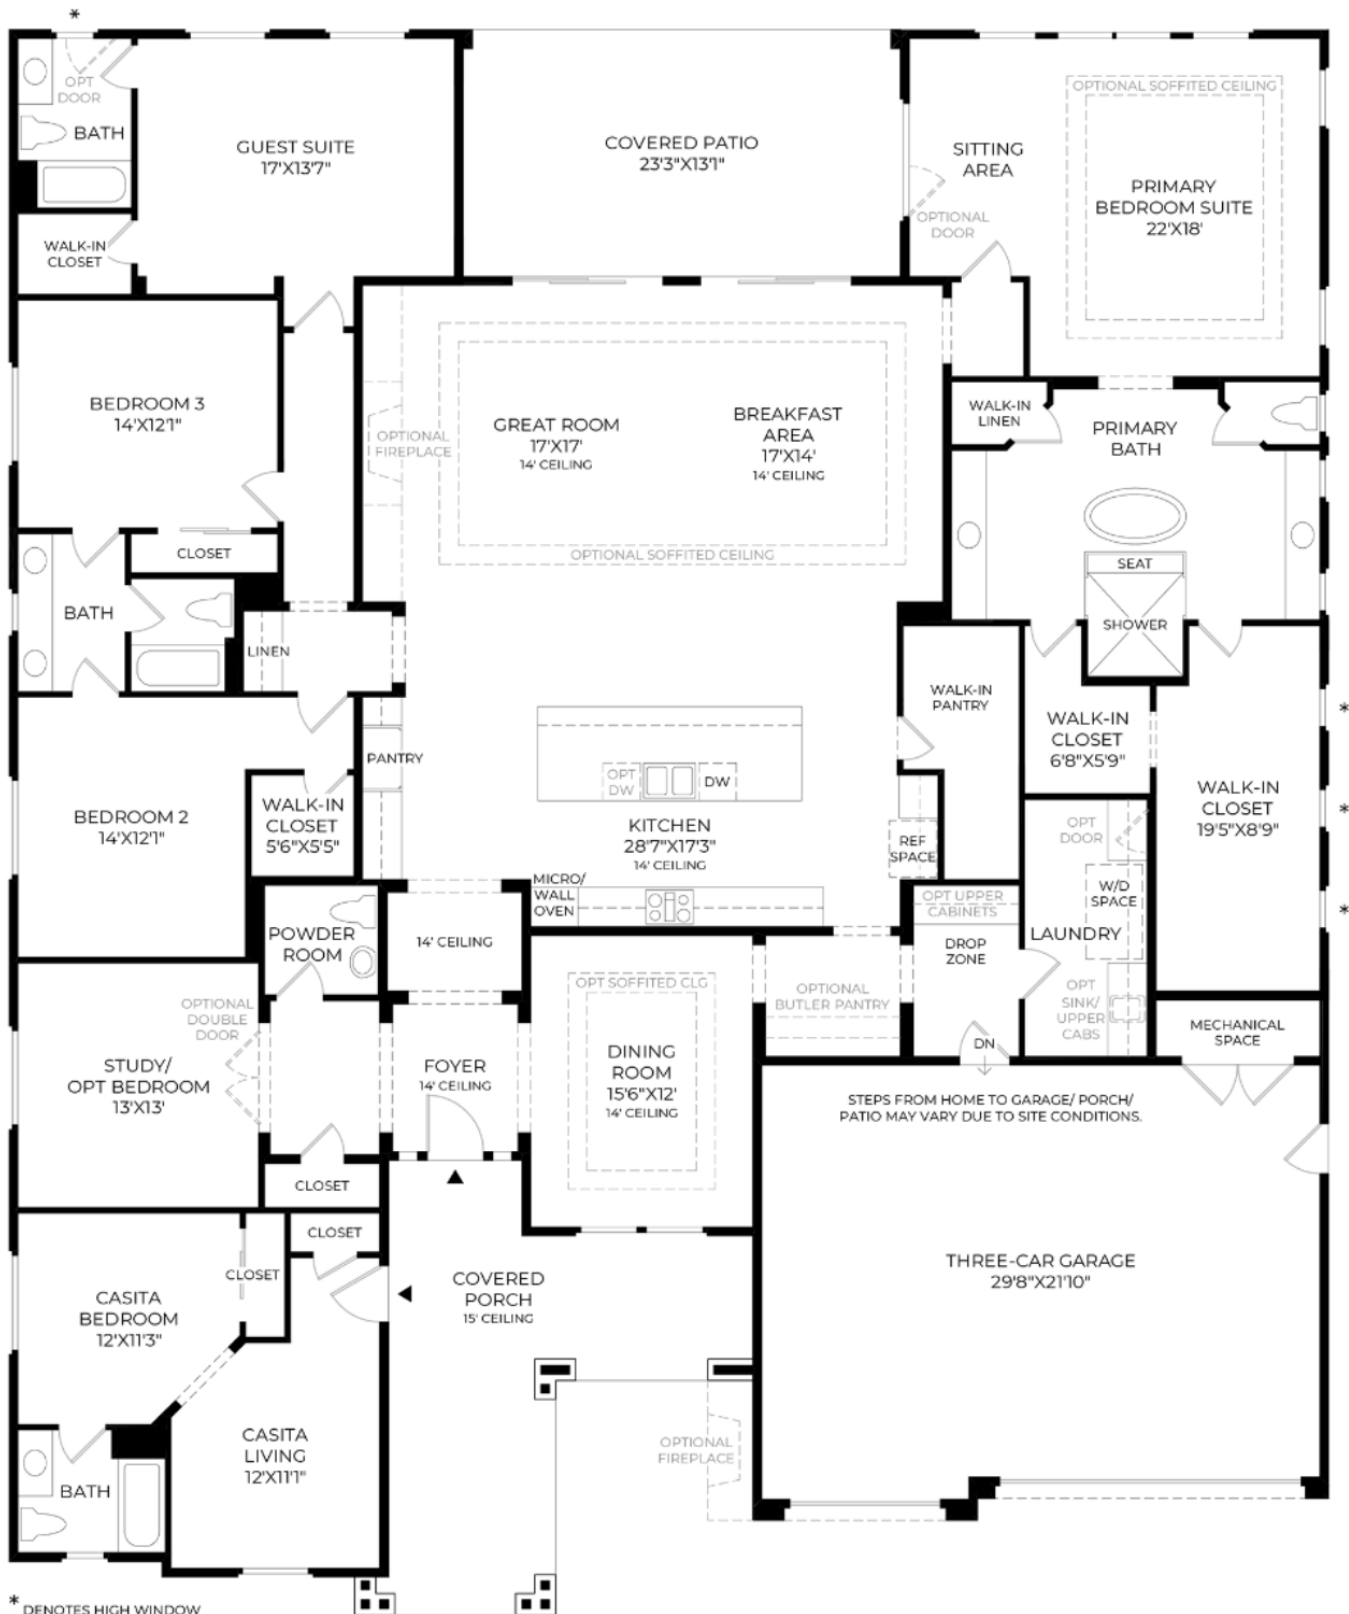 *
OPT
DOOR
BATH
GUEST SUITE
17'X13'7"
WALK-IN
CLOSET
COVERED PATIO
23'3"X13'1"
SITTING
AREA
OPTIONAL
DOOR
OPTIONAL SOFFITED CEILING
PRIMARY
BEDROOM SUITE
22'X18'
BEDROOM 3
14'X12'1"
CLOSET
OPTIONAL
FIREPLACE
GREAT ROOM
17'X17'
14' CEILING
BREAKFAST
AREA
17'X14'
14' CEILING
OPTIONAL SOFFITED CEILING
WALK-IN
LINEN
PRIMARY
BATH
SEAT
SHOWER
BATH
LINEN
WALK-IN
PANTRY
WALK-IN
CLOSET
6'8"X5'9"
*
WALK-IN
CLOSET
19'5"X8'9"
*
*
PANTRY
BEDROOM 2
14'X12'1"
WALK-IN
CLOSET
5'6"X5'5"
OPT
DW
DW
KITCHEN
28'7"X17'3"
14' CEILING
REF
SPACE
MICRO/
WALL
OVEN
OPT
DOOR
W/D
SPACE
LAUNDRY
OPT
SINK/
UPPER
CABS
OPT UPPER
CABINETS
DROP
ZONE
DN
POWDER
ROOM
14' CEILING
OPTIONAL
BUTLER PANTRY
OPT SOFFITED CLG
DINING
ROOM
15'6"X12'
14' CEILING
MECHANICAL
SPACE
OPTIONAL
DOUBLE
DOOR
STUDY/
OPT BEDROOM
13'X13'
FOYER
14' CEILING
STEPS FROM HOME TO GARAGE/ PORCH/
PATIO MAY VARY DUE TO SITE CONDITIONS.
CLOSET
CLOSET
CLOSET
CASITA
BEDROOM
12'X11'3"
COVERED
PORCH
15' CEILING
THREE-CAR GARAGE
29'8"X21'10"
CASITA
LIVING
12'X11'1"
OPTIONAL
FIREPLACE
BATH
* DENOTES HIGH WINDOW